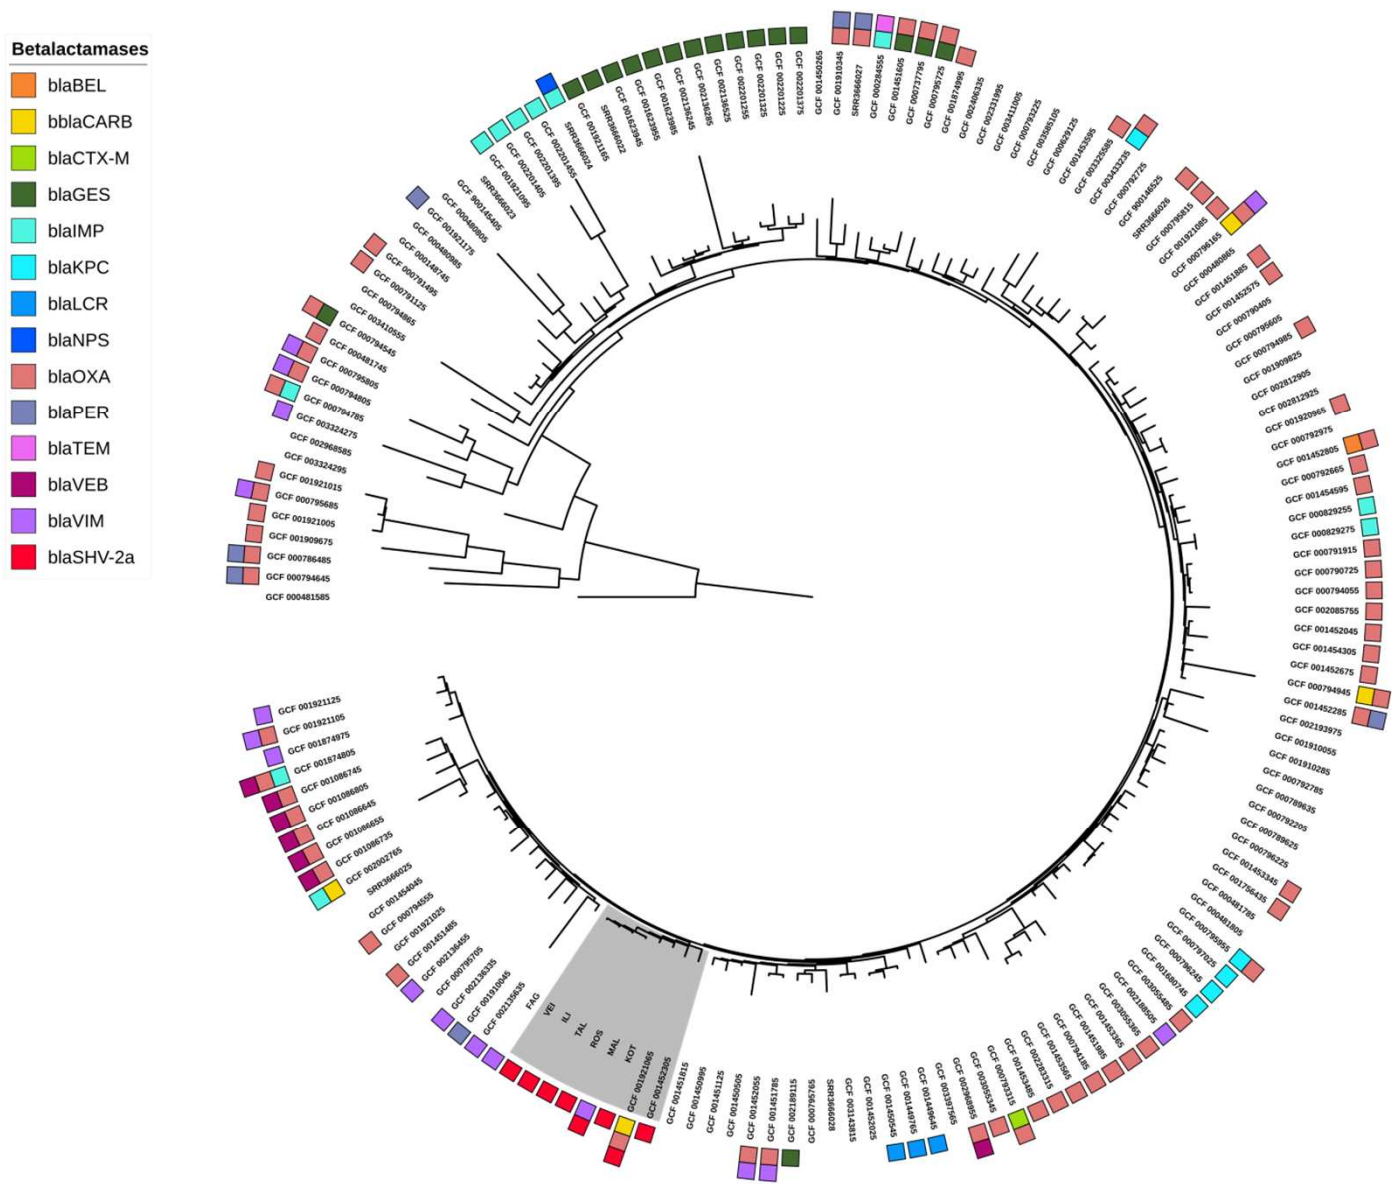 Betalactamases
blaBEL
bblaCARB
blaCTX-M
blaGES
blaIMP
blaKPC
blaLCR
blaNPS
blaOXA
blaPER
blaTEM
blaVEB
blaVIM
blaSHV-2a
GCF 000481585
GCF 000794645
GCF 000786485
GCF 001909675
GCF 001921005
GCF 000795685
GCF 001921015
GCF 003324295
GCF 002968585
GCF 003324275
GCF 000794785
GCF 000794805
GCF 000795805
GCF 000481745
GCF 000794545
GCF 003410555
GCF 000794865
GCF 000791125
GCF 000791495
GCF 000148745
GCF 000480985
GCF 001921175
GCF 000480805
GCF 900145405
SRR3666023
GCF 001921095
GCF 002201405
GCF 002201395
GCF 002201455
SRR3666024
GCF 001921165
SRR3666022
GCF 001623945
GCF 001623955
GCF 001623985
GCF 002136245
GCF 002136285
GCF 002136525
GCF 002201255
GCF 002201325
GCF 002201225
GCF 002201375
GCF 001450265
GCF 001910345
SRR3666027
GCF 000284555
GCF 001451605
GCF 000737795
GCF 000795725
GCF 001874995
GCF 002406335
GCF 002331995
GCF 003411005
GCF 000793225
GCF 003585105
GCF 000629125
GCF 001453595
GCF 003325585
GCF 003433235
GCF 000792725
GCF 900146525
SRR3666026
GCF 000795815
GCF 001921085
GCF 000796165
GCF 000480865
GCF 001451885
GCF 001452575
GCF 000790405
GCF 000795605
GCF 000794985
GCF 001909825
GCF 002812905
GCF 002812925
GCF 001920965
GCF 000792975
GCF 001452805
GCF 000792665
GCF 001454595
GCF 000829255
GCF 000829275
GCF 000791915
GCF 000790725
GCF 000794055
GCF 002085755
GCF 001452045
GCF 001454305
GCF 001452675
GCF 000794945
GCF 001452285
GCF 002193975
GCF 001910055
GCF 001910285
GCF 000792785
GCF 000789635
GCF 000792205
GCF 000789625
GCF 000796225
GCF 001453345
GCF 001756435
GCF 000481785
GCF 000481805
GCF 000795955
GCF 000797025
GCF 000796245
GCF 001680745
GCF 003055485
GCF 002188505
GCF 003055365
GCF 001453365
GCF 001451985
GCF 000794185
GCF 001453565
GCF 002283315
GCF 001453485
GCF 000793315
GCF 003055345
GCF 002968955
GCF 003397565
GCF 001449645
GCF 001449765
GCF 001450545
GCF 001452025
GCF 003143815
SRR3666028
GCF 000795765
GCF 002189115
GCF 001451785
GCF 001452055
GCF 001450505
GCF 001451125
GCF 001450995
GCF 001451815
GCF 001452305
GCF 001921065
KOT
MAL
ROS
TAL
ILI
VEI
FAG
GCF 002135635
GCF 001910045
GCF 002136335
GCF 000795705
GCF 002136455
GCF 001451485
GCF 001921025
GCF 000794555
GCF 001454045
SRR3666025
GCF 002002765
GCF 001086735
GCF 001086655
GCF 001086645
GCF 001086805
GCF 001086745
GCF 001874805
GCF 001874975
GCF 001921105
GCF 001921125